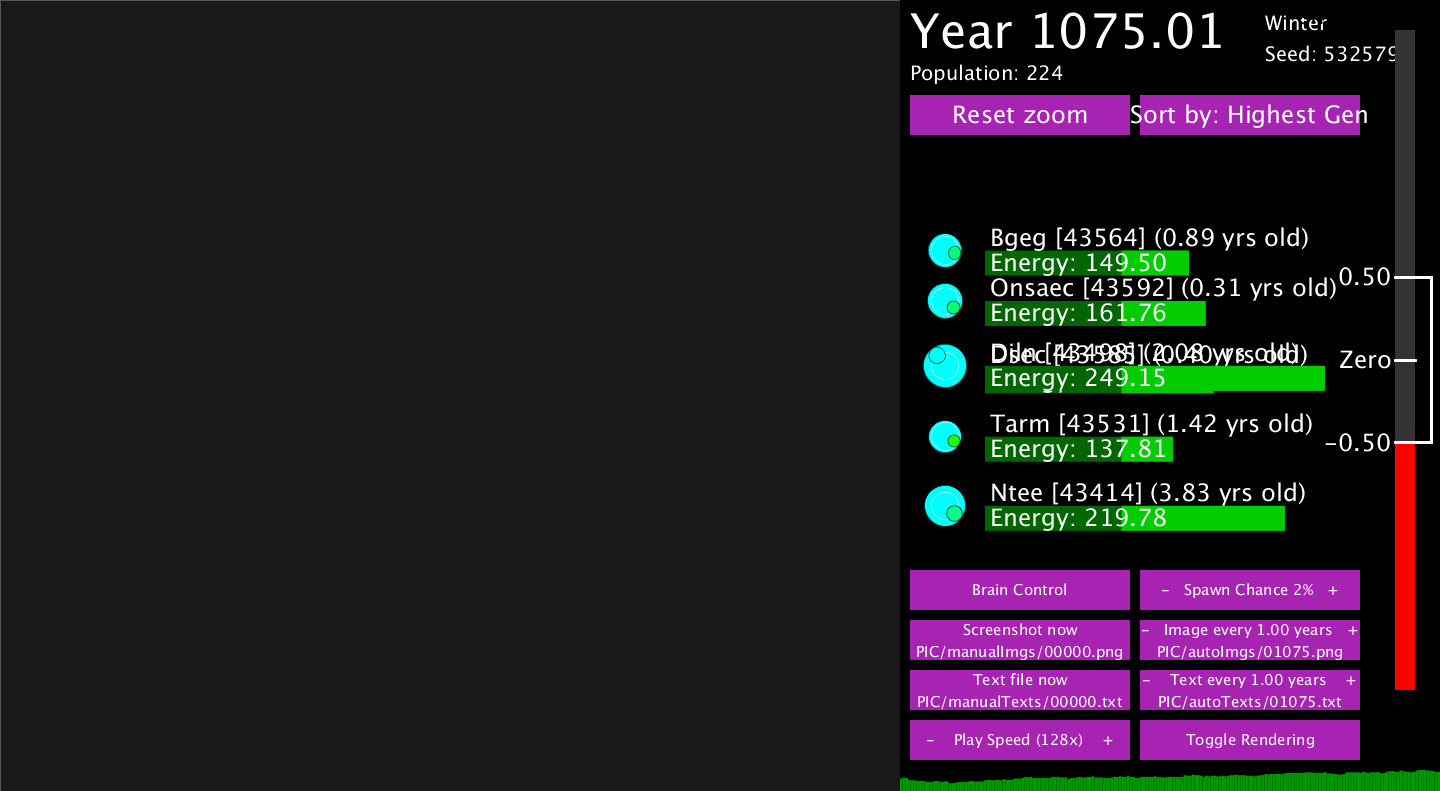 Year 1075.01
Winter
Seed: 532579
Population: 224
Reset zoom
Sort by: Highest Gen
Bgeg [43564] (0.89 yrs old)
Energy: 149.50
Onsaec [43592] (0.31 yrs old)
Energy: 161.76
0.50
Energy: 249.15
Zero
Tarm [43531] (1.42 yrs old)
Energy: 137.81
-0.50
Ntee [43414] (3.83 yrs old)
Energy: 219.78
Brain Control
- Spawn Chance 2% +
Screenshot now
PIC/manualImgs/00000.png
- Image every 1.00 years +
PIC/autoImgs/01075.png
Text file now
PIC/manualTexts/00000.txt
- Text every 1.00 years +
PIC/autoTexts/01075.txt
- Play Speed (128x) +
Toggle Rendering